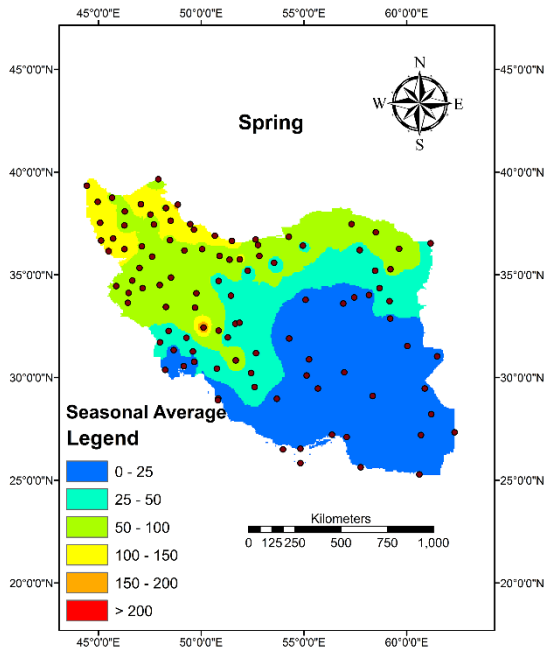 45°0'0"E 50°0'0"E 55°0'0"E 60°0'0"E
45°0'0"N 45°0'0"N
N
W E
S
Spring
40°0'0"N 40°0'0"N
35°0'0"N 35°0'0"N
30°0'0"N 30°0'0"N
Seasonal Average
Legend
0 - 25
25°0'0"N 25°0'0"N
25 - 50
50 - 100
Kilometers
100 - 150
0 125 250 500 750 1,000
150 - 200
20°0'0"N 20°0'0"N
> 200
45°0'0"E 50°0'0"E 55°0'0"E 60°0'0"E